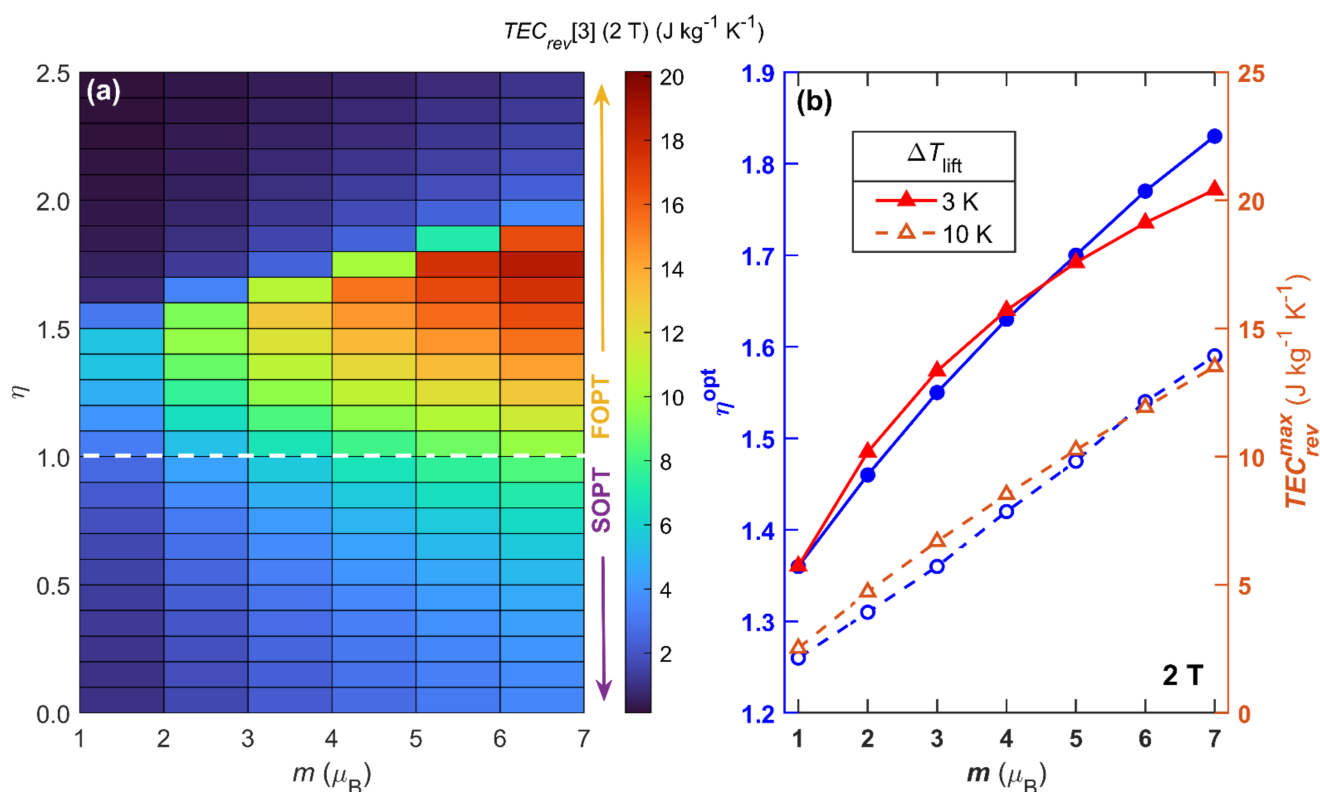 TEC_rev[3] (2 T) (J kg⁻¹ K⁻¹)
(a)
2.5
2.0
1.5
1.0
0.5
0.0
η
1 2 3 4 5 6 7
m (μ_B)
FOPT
SOPT
20
18
16
14
12
10
8
6
4
2
(b)
1.9
1.8
1.7
1.6
1.5
1.4
1.3
1.2
η^opt
ΔT_lift
3 K
10 K
2 T
1 2 3 4 5 6 7
m (μ_B)
25
20
15
10
5
0
TEC_rev^max (J kg⁻¹ K⁻¹)